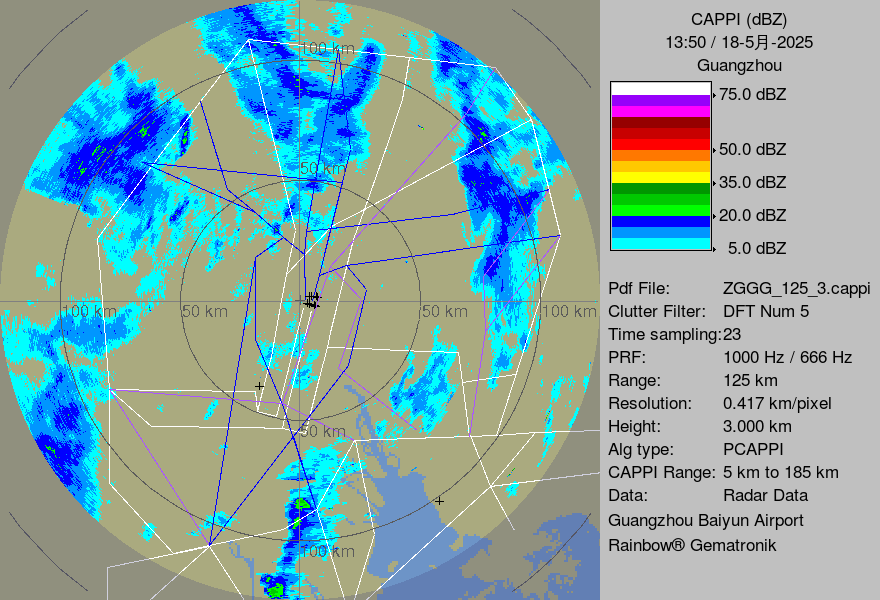 CAPPI (dBZ)
13:50 / 18-5月-2025
Guangzhou
75.0 dBZ
50.0 dBZ
35.0 dBZ
20.0 dBZ
5.0 dBZ
Pdf File: ZGGG_125_3.cappi
Clutter Filter: DFT Num 5
Time sampling:23
PRF: 1000 Hz / 666 Hz
Range: 125 km
Resolution: 0.417 km/pixel
Height: 3.000 km
Alg type: PCAPPI
CAPPI Range: 5 km to 185 km
Data: Radar Data
Guangzhou Baiyun Airport
Rainbow® Gematronik
100 km
50 km
100 km
50 km
50 km
100 km
50 km
100 km